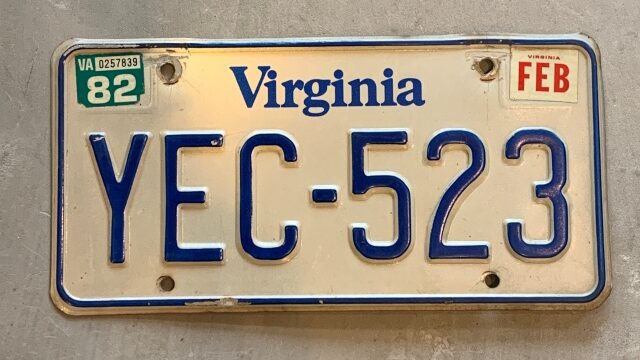 VA 0257839
82
Virginia
VIRGINIA
FEB
YEC-523